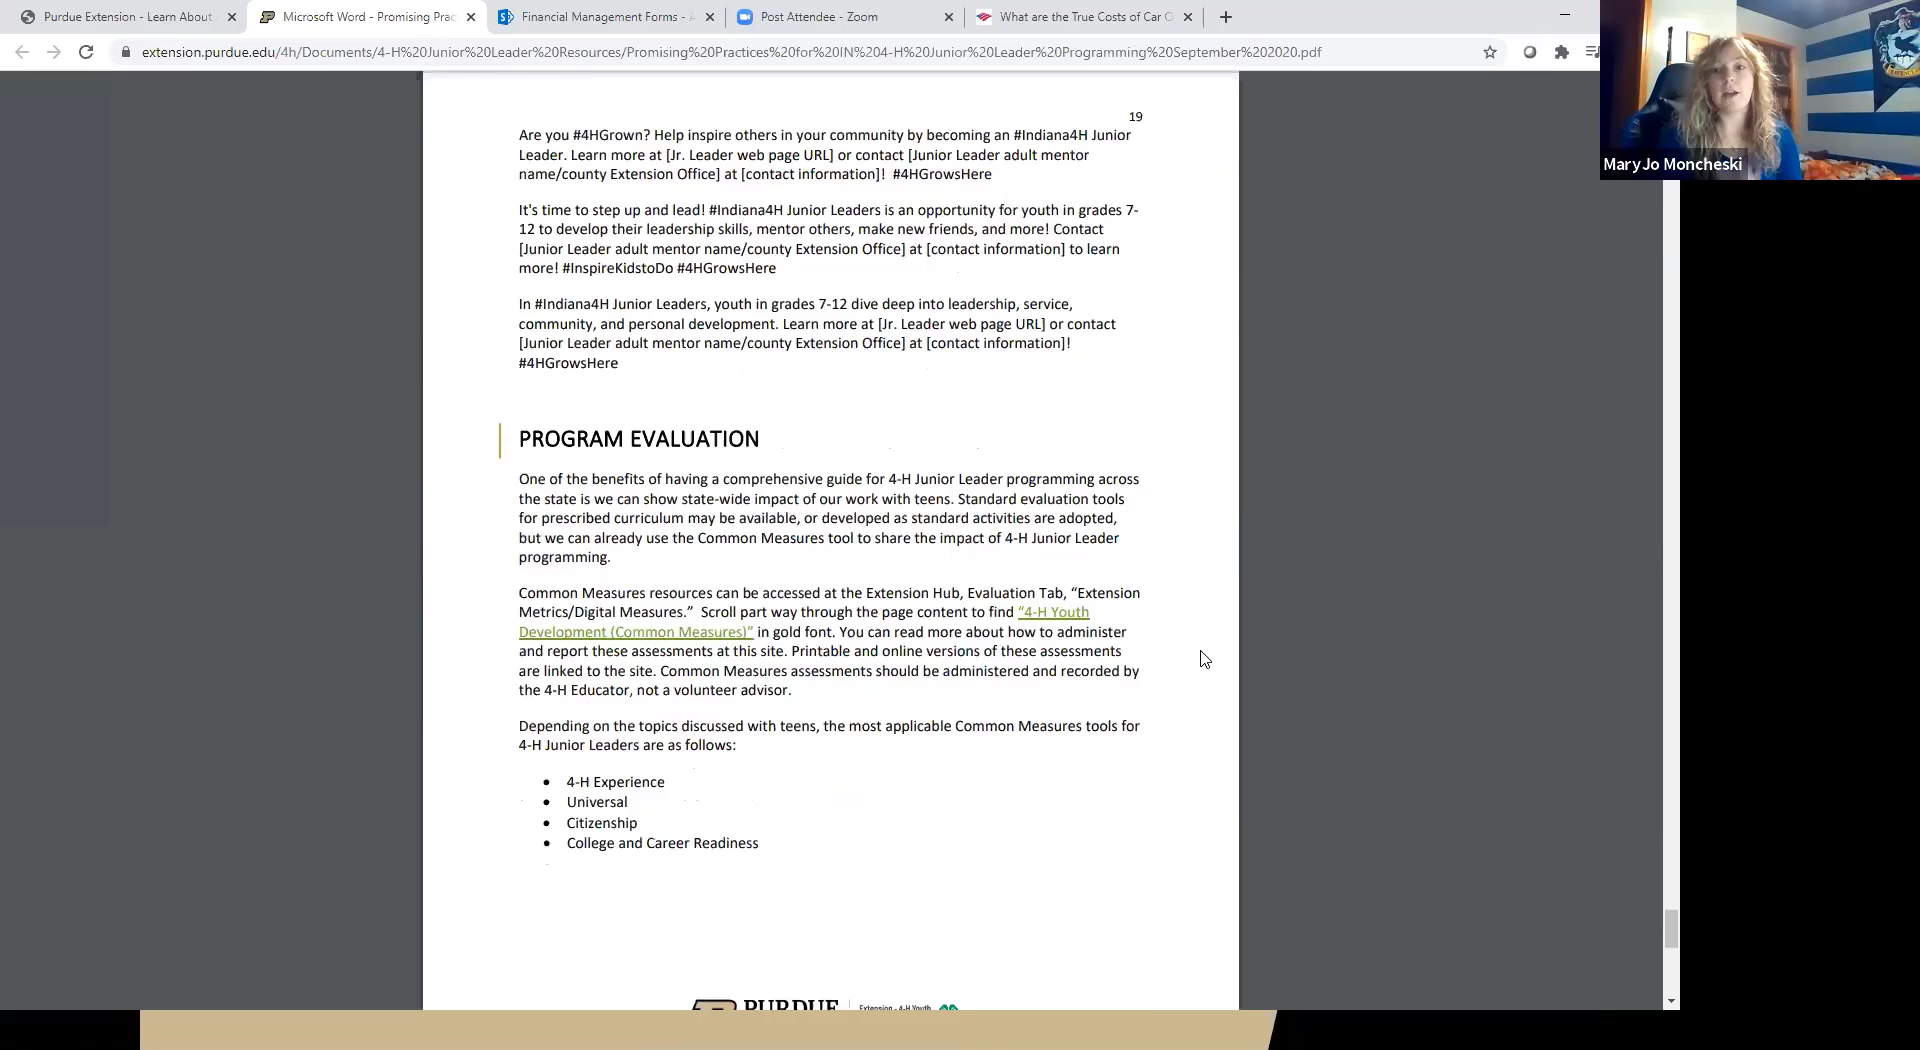 Purdue Extension - Learn About
Microsoft Word - Promising Prac
Financial Management Forms -
Post Attendee - Zoom
What are the True Costs of Car O
extension.purdue.edu/4h/Documents/4-H%20Junior%20Leader%20Resources/Promising%20Practices%20for%20IN%204-H%20Junior%20Leader%20Programming%20September%202020.pdf
MaryJo Moncheski
19
Are you #4HGrown? Help inspire others in your community by becoming an #Indiana4H Junior
Leader. Learn more at [Jr. Leader web page URL] or contact [Junior Leader adult mentor
name/county Extension Office] at [contact information]!  #4HGrowsHere
It's time to step up and lead! #Indiana4H Junior Leaders is an opportunity for youth in grades 7-
12 to develop their leadership skills, mentor others, make new friends, and more! Contact
[Junior Leader adult mentor name/county Extension Office] at [contact information] to learn
more! #InspireKidstoDo #4HGrowsHere
In #Indiana4H Junior Leaders, youth in grades 7-12 dive deep into leadership, service,
community, and personal development. Learn more at [Jr. Leader web page URL] or contact
[Junior Leader adult mentor name/county Extension Office] at [contact information]!
#4HGrowsHere
PROGRAM EVALUATION
One of the benefits of having a comprehensive guide for 4-H Junior Leader programming across
the state is we can show state-wide impact of our work with teens. Standard evaluation tools
for prescribed curriculum may be available, or developed as standard activities are adopted,
but we can already use the Common Measures tool to share the impact of 4-H Junior Leader
programming.
Common Measures resources can be accessed at the Extension Hub, Evaluation Tab, “Extension
Metrics/Digital Measures.”  Scroll part way through the page content to find “4-H Youth
Development (Common Measures)” in gold font. You can read more about how to administer
and report these assessments at this site. Printable and online versions of these assessments
are linked to the site. Common Measures assessments should be administered and recorded by
the 4-H Educator, not a volunteer advisor.
Depending on the topics discussed with teens, the most applicable Common Measures tools for
4-H Junior Leaders are as follows:
• 4-H Experience
• Universal
• Citizenship
• College and Career Readiness
PURDUE
Extension - 4-H Youth